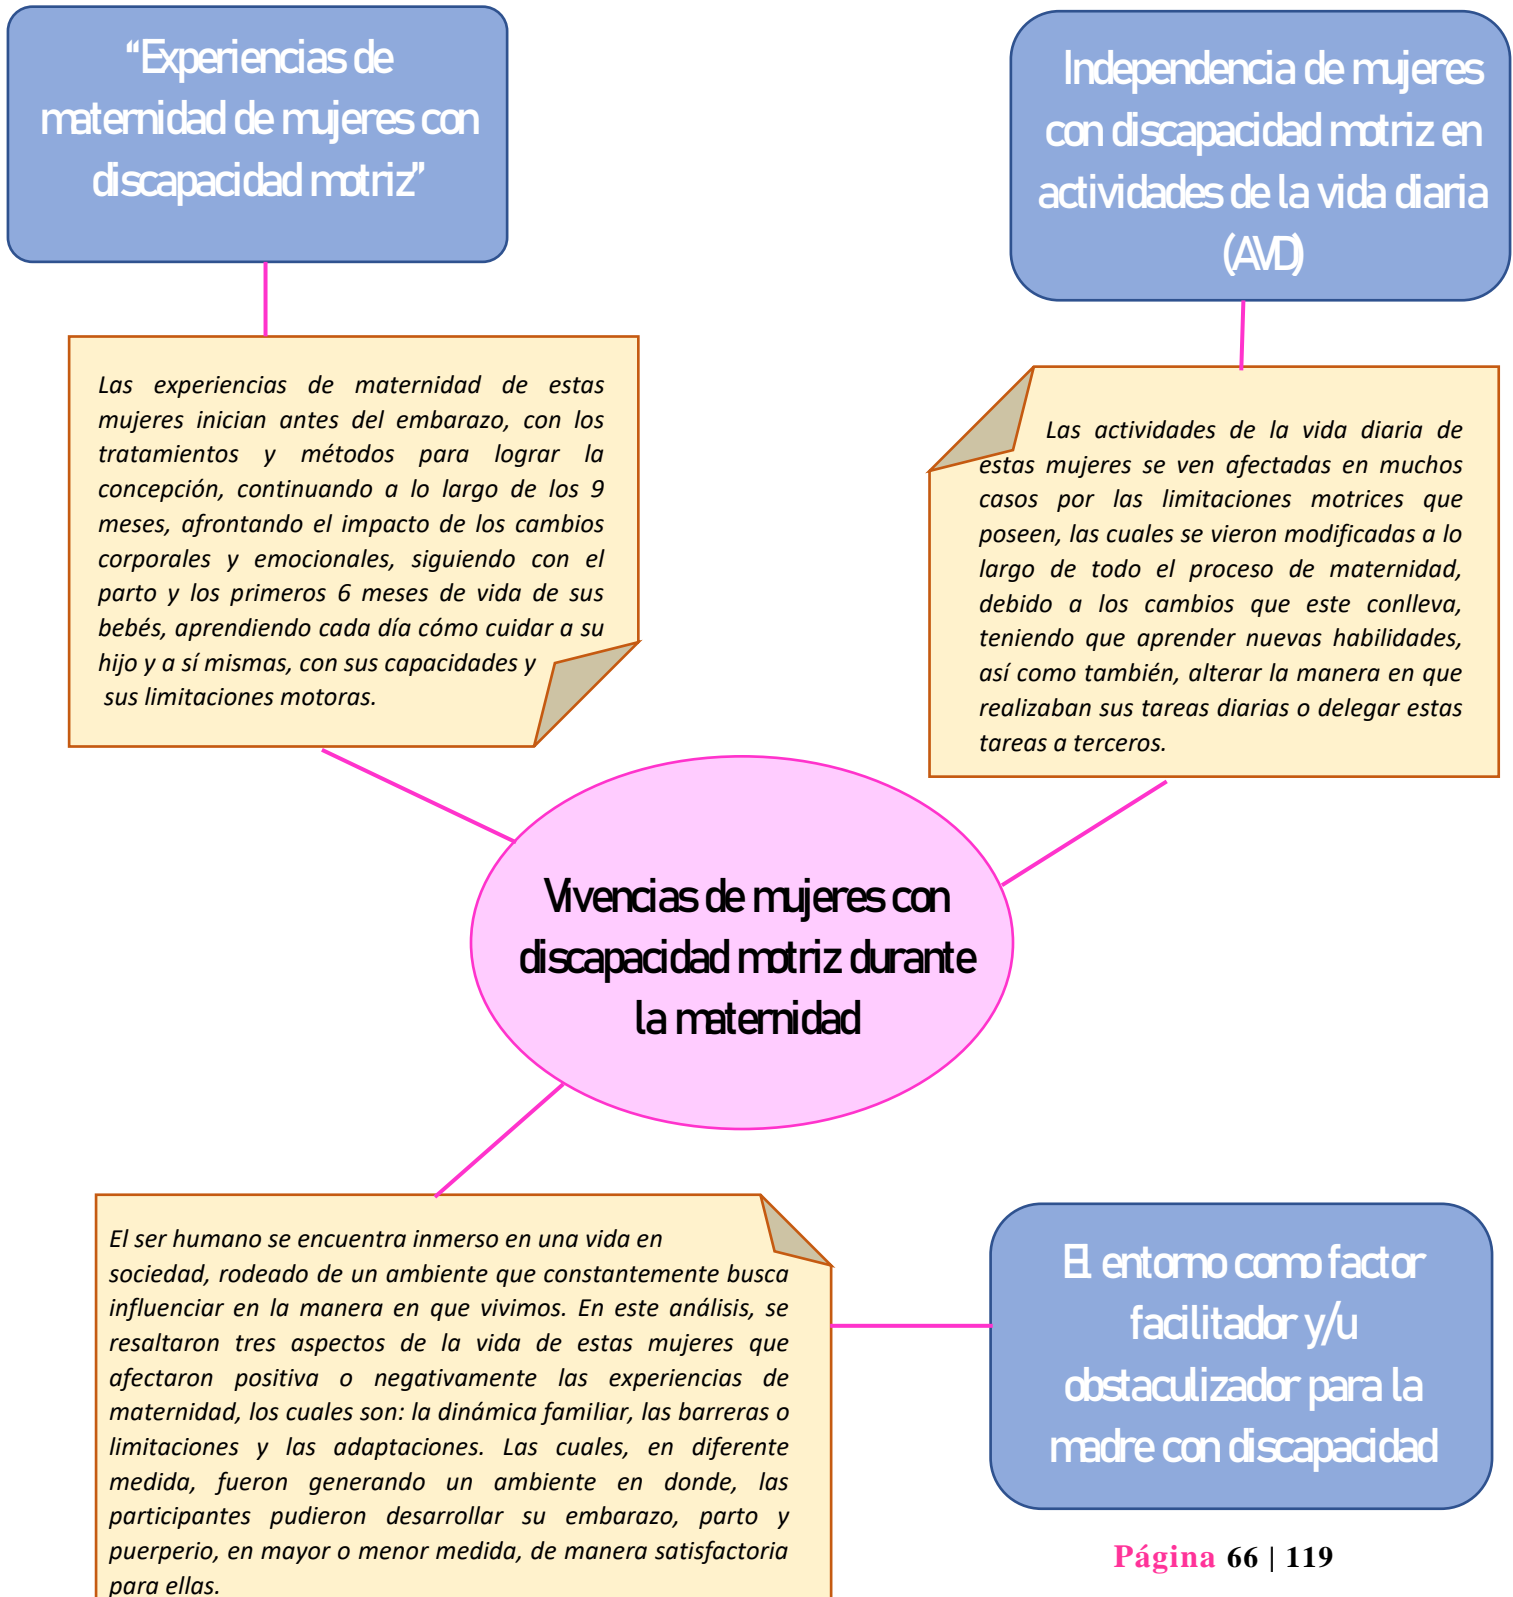 “Experiencias de
maternidad de mujeres con
discapacidad motriz”
Independencia de mujeres
con discapacidad motriz en
actividades de la vida diaria
(AVD)
Las experiencias de maternidad de estas
mujeres inician antes del embarazo, con los
tratamientos y métodos para lograr la
concepción, continuando a lo largo de los 9
meses, afrontando el impacto de los cambios
corporales y emocionales, siguiendo con el
parto y los primeros 6 meses de vida de sus
bebés, aprendiendo cada día cómo cuidar a su
hijo y a sí mismas, con sus capacidades y
sus limitaciones motoras.
Las actividades de la vida diaria de
estas mujeres se ven afectadas en muchos
casos por las limitaciones motrices que
poseen, las cuales se vieron modificadas a lo
largo de todo el proceso de maternidad,
debido a los cambios que este conlleva,
teniendo que aprender nuevas habilidades,
así como también, alterar la manera en que
realizaban sus tareas diarias o delegar estas
tareas a terceros.
Vivencias de mujeres con
discapacidad motriz durante
la maternidad
El ser humano se encuentra inmerso en una vida en
sociedad, rodeado de un ambiente que constantemente busca
influenciar en la manera en que vivimos. En este análisis, se
resaltaron tres aspectos de la vida de estas mujeres que
afectaron positiva o negativamente las experiencias de
maternidad, los cuales son: la dinámica familiar, las barreras o
limitaciones y las adaptaciones. Las cuales, en diferente
medida, fueron generando un ambiente en donde, las
participantes pudieron desarrollar su embarazo, parto y
puerperio, en mayor o menor medida, de manera satisfactoria
para ellas.
El entorno como factor
facilitador y/u
obstaculizador para la
madre con discapacidad
Página 66 | 119